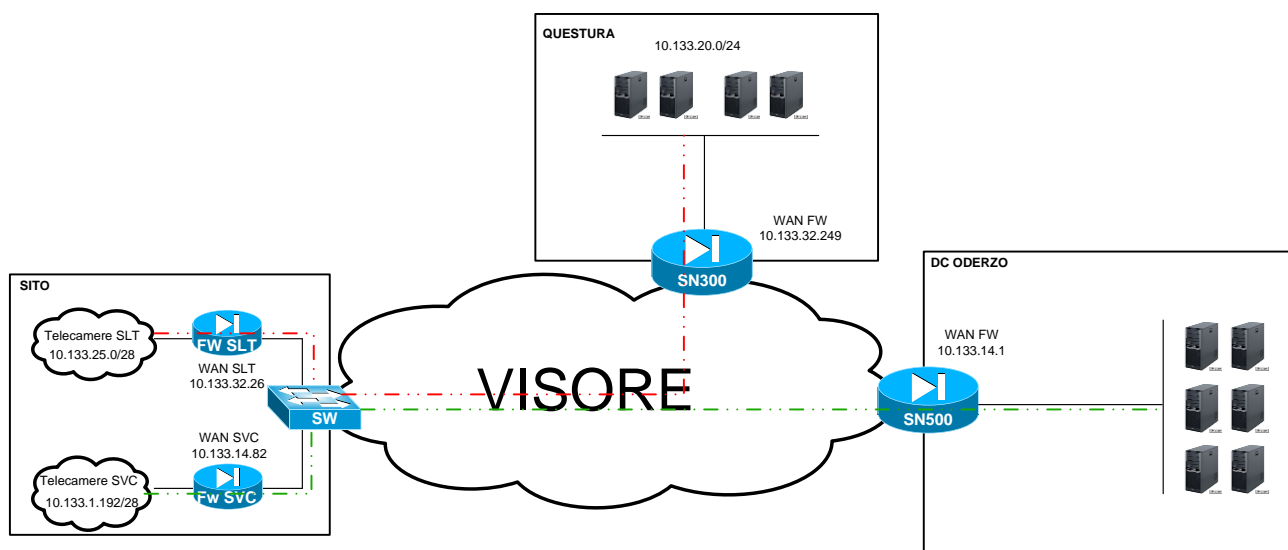 QUESTURA
10.133.20.0/24
WAN FW
10.133.32.249
SN300
DC ODERZO
WAN FW
10.133.14.1
SN500
SITO
Telecamere SLT
10.133.25.0/28
FW SLT
WAN SLT
10.133.32.26
VISORE
SW
WAN SVC
10.133.14.82
Telecamere SVC
10.133.1.192/28
Fw SVC